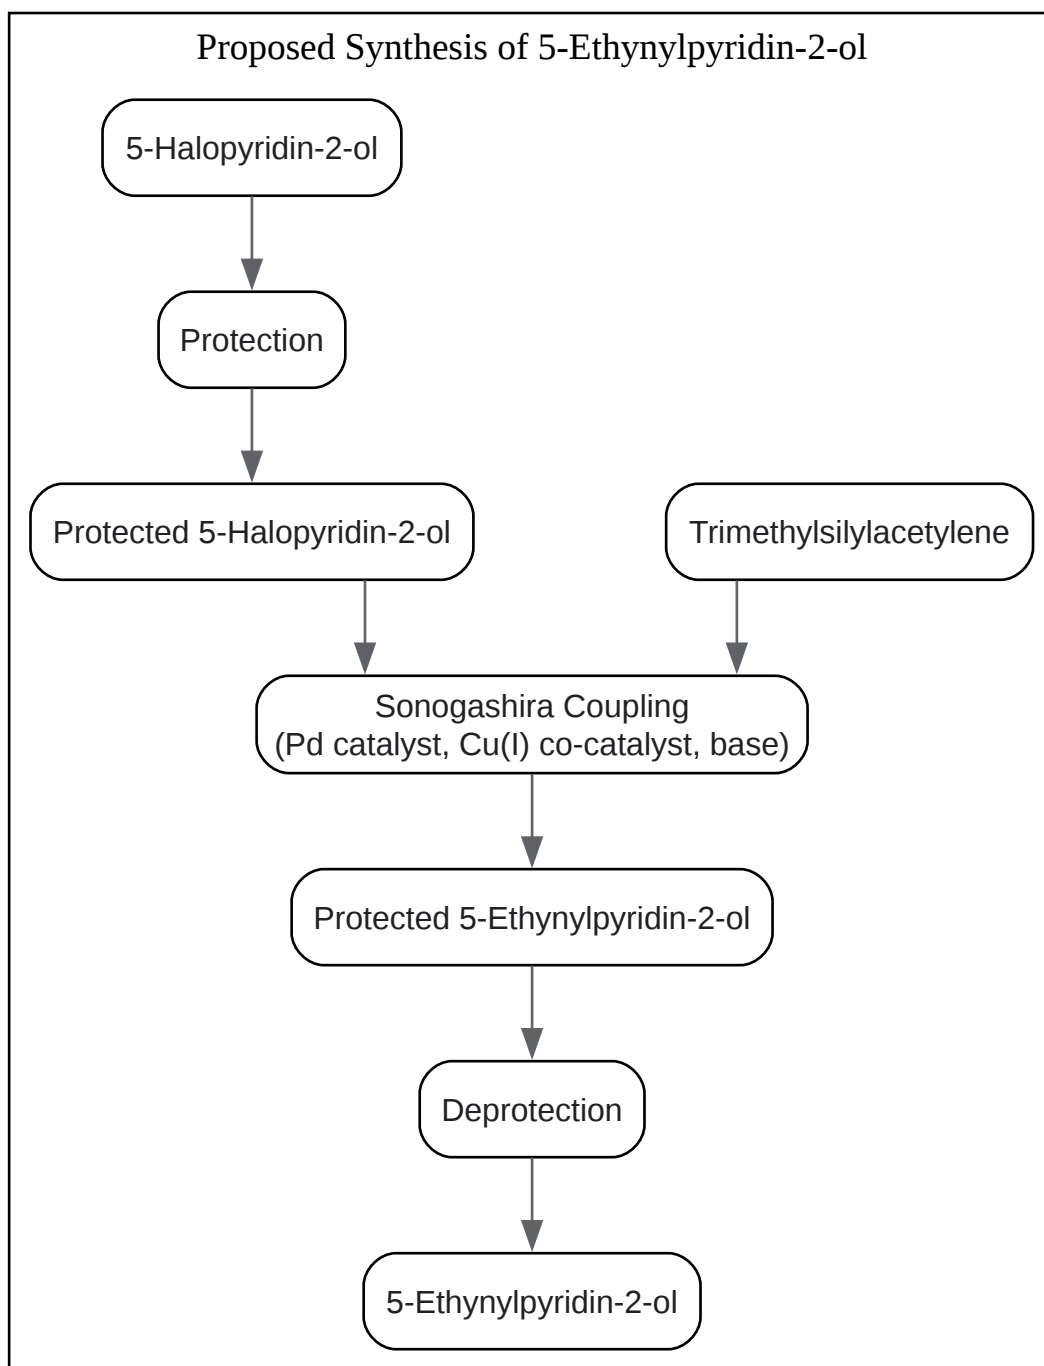 Proposed Synthesis of 5-Ethynylpyridin-2-ol
5-Halopyridin-2-ol
Protection
Protected 5-Halopyridin-2-ol
Trimethylsilylacetylene
Sonogashira Coupling
(Pd catalyst, Cu(I) co-catalyst, base)
Protected 5-Ethynylpyridin-2-ol
Deprotection
5-Ethynylpyridin-2-ol